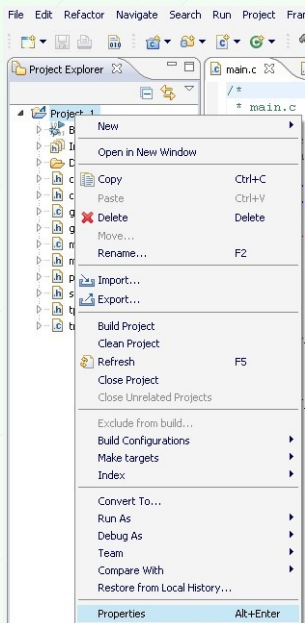 File Edit Refactor Navigate Search Run Project
Project Explorer main.c
/*
* main.c
Project_1
New
Open in New Window
Copy Ctrl+C
Paste Ctrl+V
Delete Delete
Move...
Rename... F2
Import...
Export...
Build Project
Clean Project
Refresh F5
Close Project
Close Unrelated Projects
Exclude from build...
Build Configurations
Make targets
Index
Convert To...
Run As
Debug As
Team
Compare With
Restore from Local History...
Properties Alt+Enter